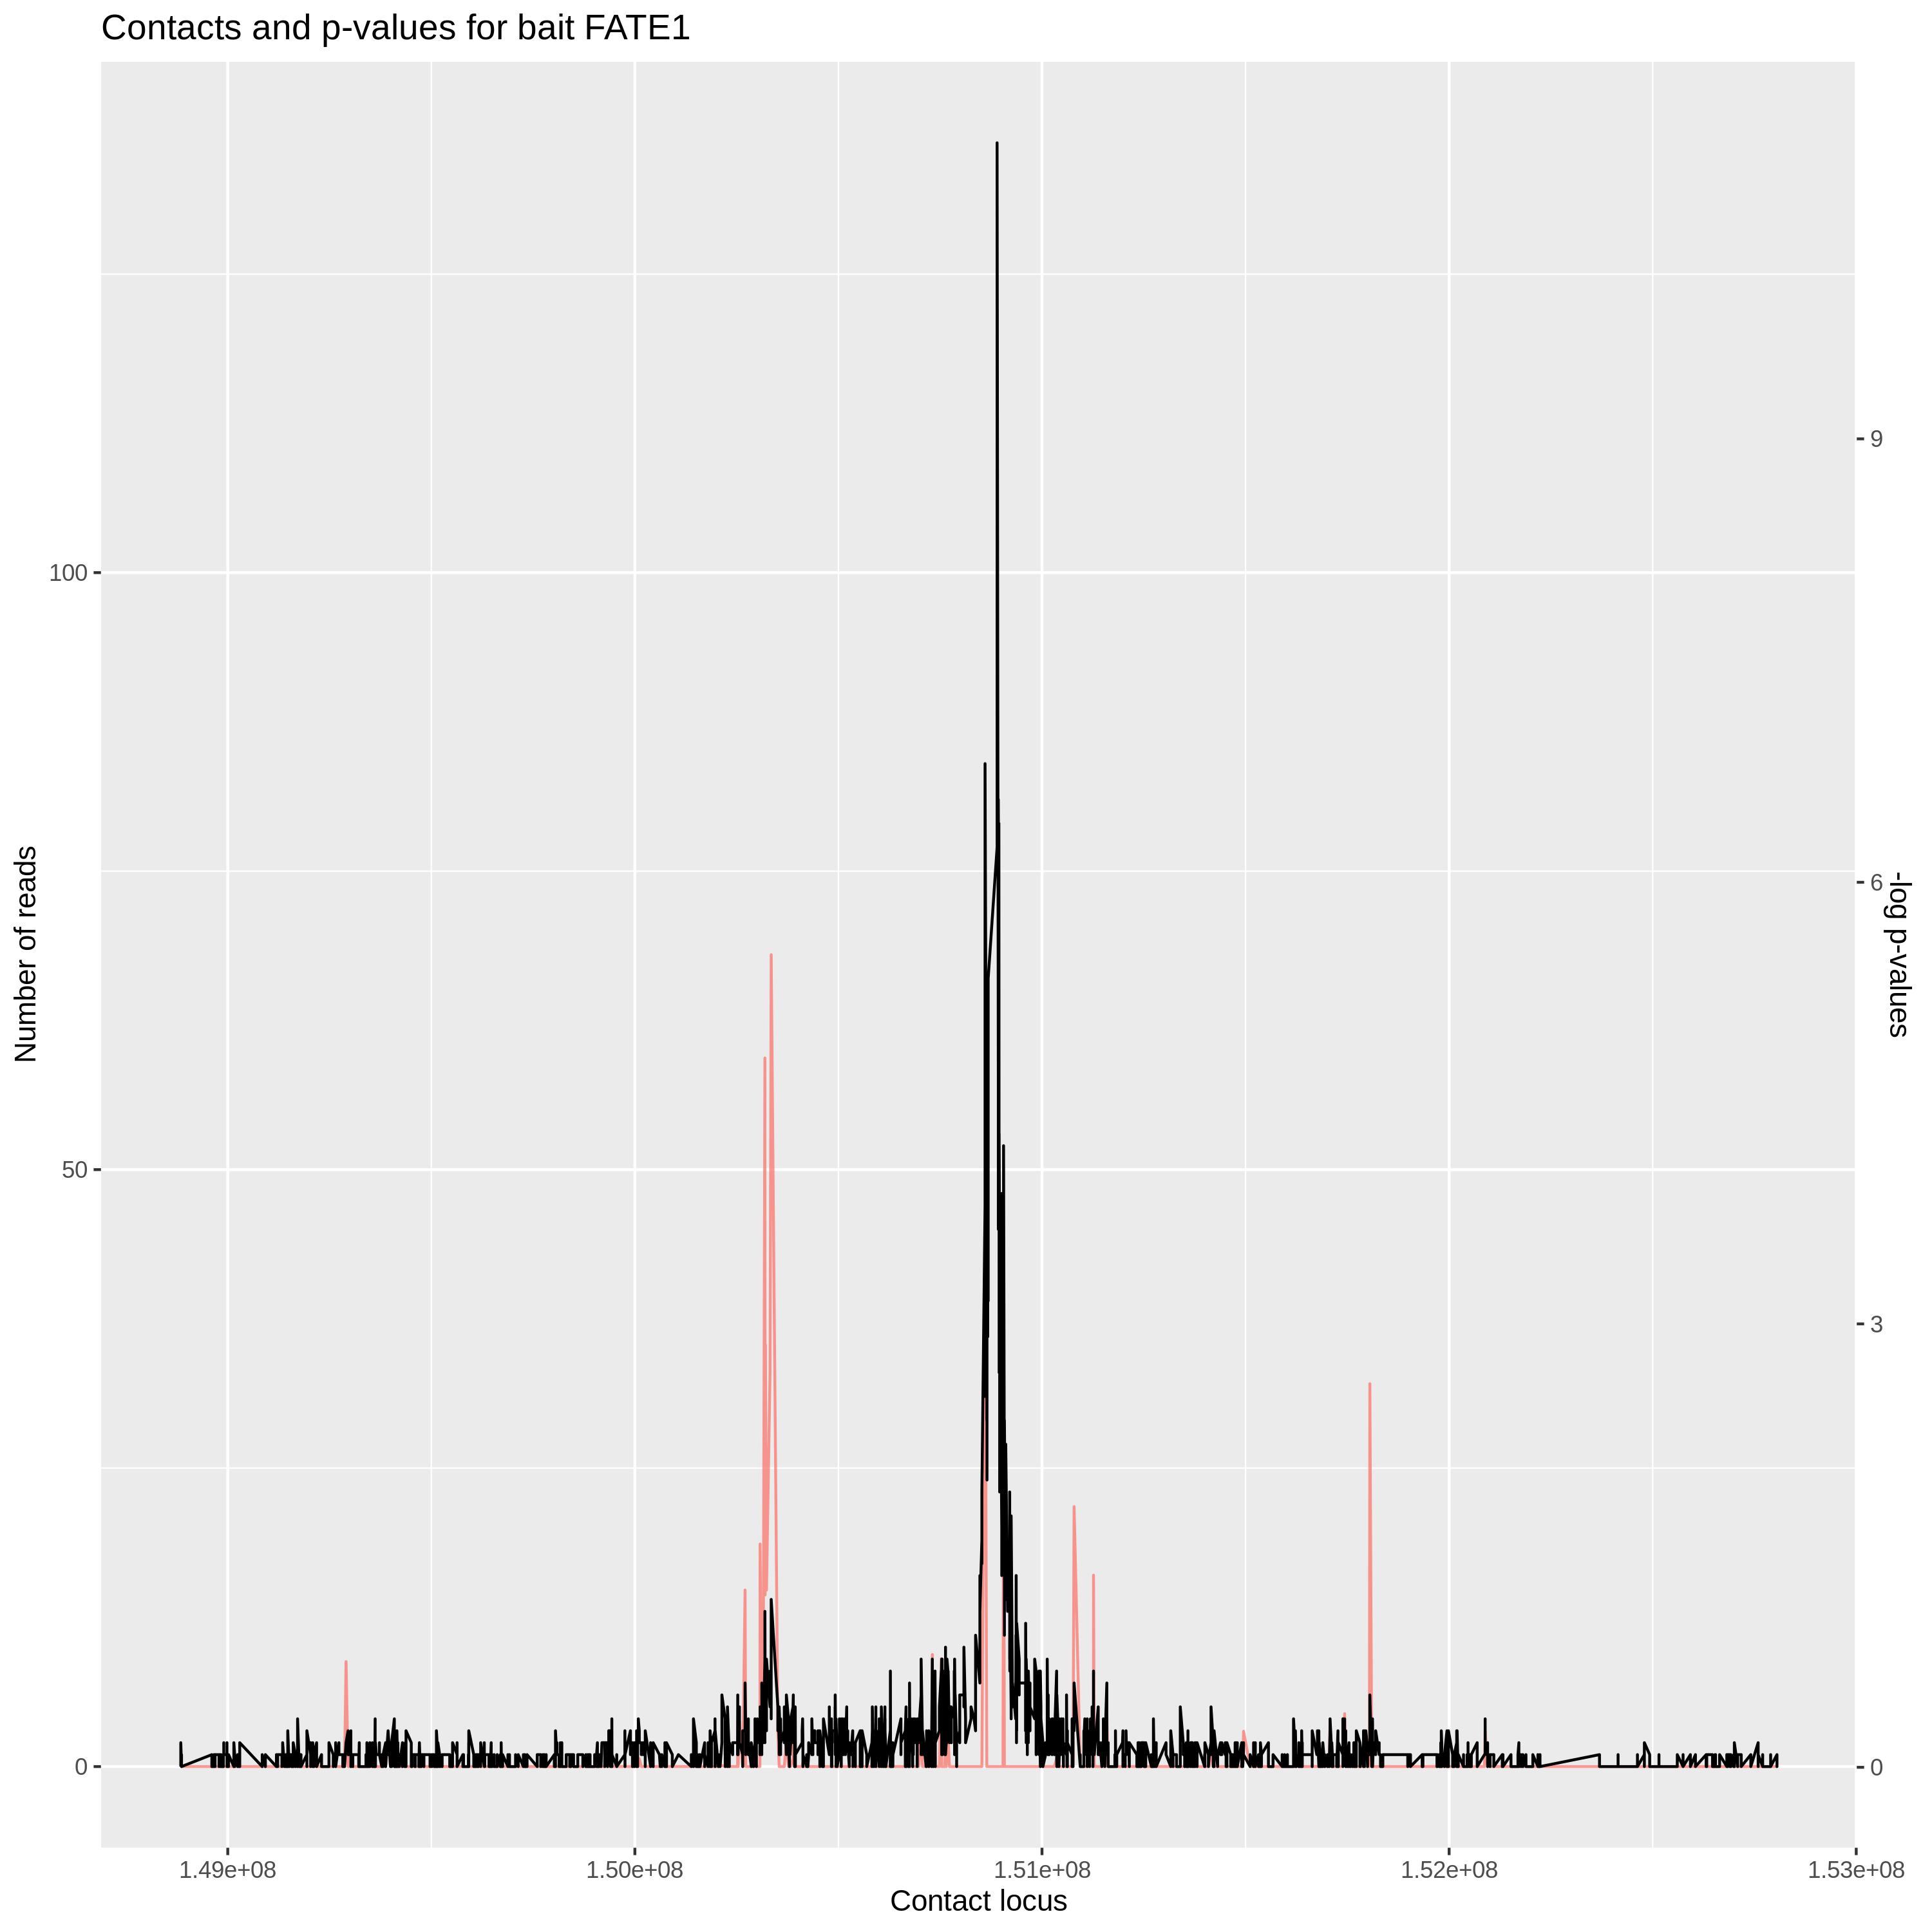 Contacts and p-values for bait FATE1
Number of reads
100
50
0
9
6
3
0
-log p-values
1.49e+08
1.50e+08
1.51e+08
1.52e+08
1.53e+08
Contact locus